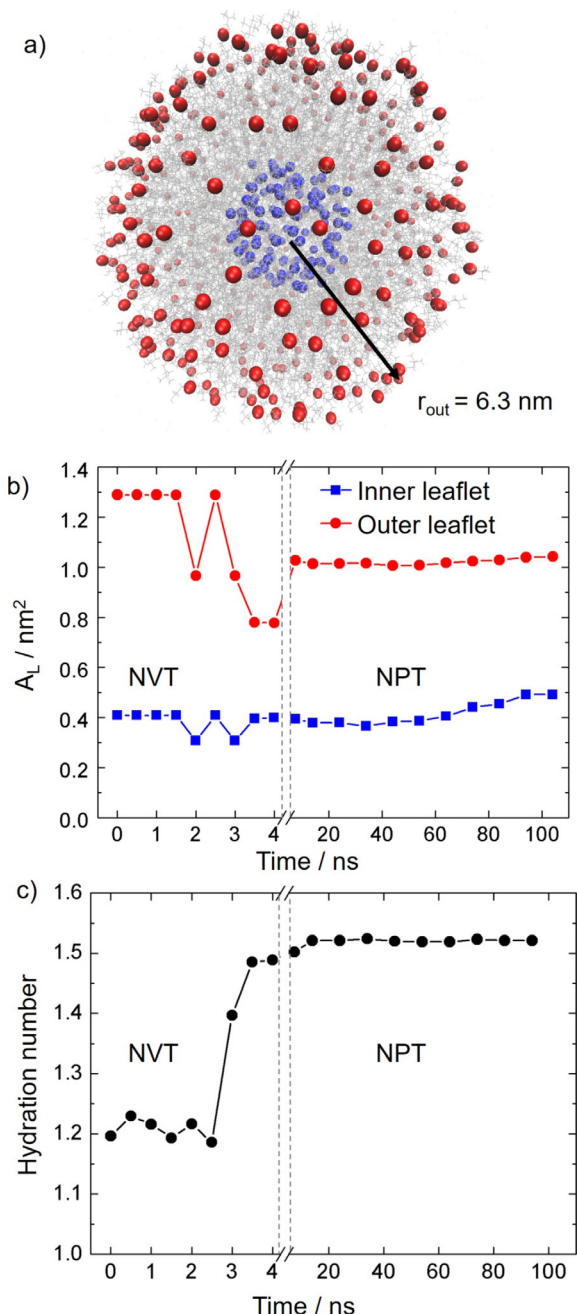 a)
r_out = 6.3 nm
b)
1.4
1.2
1.0
0.8
0.6
0.4
0.2
0.0
A_L / nm²
Inner leaflet
Outer leaflet
NVT
NPT
0 1 2 3 4 20 40 60 80 100
Time / ns
c)
1.6
1.5
1.4
1.3
1.2
1.1
1.0
Hydration number
NVT
NPT
0 1 2 3 4 20 40 60 80 100
Time / ns